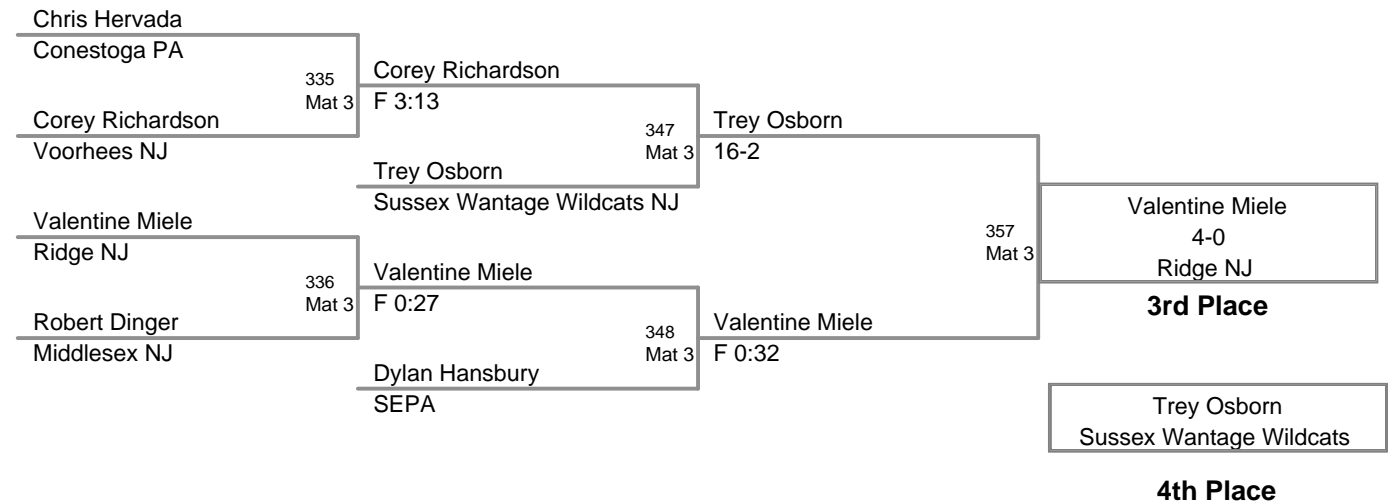 Chris Hervada
Conestoga PA
335
Mat 3
Corey Richardson
Voorhees NJ
Corey Richardson
F 3:13
347
Mat 3
Trey Osborn
Sussex Wantage Wildcats NJ
Trey Osborn
16-2
Valentine Miele
Ridge NJ
336
Mat 3
Robert Dinger
Middlesex NJ
Valentine Miele
F 0:27
348
Mat 3
Dylan Hansbury
SEPA
Valentine Miele
F 0:32
357
Mat 3
Valentine Miele
4-0
Ridge NJ
3rd Place
Trey Osborn
Sussex Wantage Wildcats
4th Place